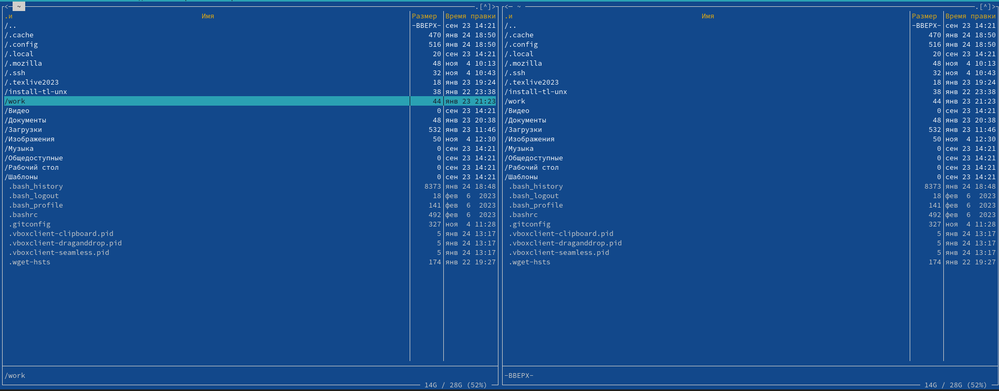 <─ ~ ─.[^]>
.и Имя Размер Время правки
/.. -ВВЕРХ- сен 23 14:21
/.cache 470 янв 24 18:50
/.config 516 янв 24 18:50
/.local 20 сен 23 14:21
/.mozilla 48 ноя 4 10:13
/.ssh 32 ноя 4 10:43
/.texlive2023 18 янв 23 19:24
/install-tl-unx 38 янв 22 23:38
/work 44 янв 23 21:23
/Видео 0 сен 23 14:21
/Документы 48 янв 23 20:38
/Загрузки 532 янв 23 11:46
/Изображения 50 ноя 4 12:30
/Музыка 0 сен 23 14:21
/Общедоступные 0 сен 23 14:21
/Рабочий стол 0 сен 23 14:21
/Шаблоны 0 сен 23 14:21
.bash_history 8373 янв 24 18:48
.bash_logout 18 фев 6 2023
.bash_profile 141 фев 6 2023
.bashrc 492 фев 6 2023
.gitconfig 327 ноя 4 11:28
.vboxclient-clipboard.pid 5 янв 24 13:17
.vboxclient-draganddrop.pid 5 янв 24 13:17
.vboxclient-seamless.pid 5 янв 24 13:17
.wget-hsts 174 янв 22 19:27
/work
14G / 28G (52%)
<─ ~ ─.[^]>
.и Имя Размер Время правки
/.. -ВВЕРХ- сен 23 14:21
/.cache 470 янв 24 18:50
/.config 516 янв 24 18:50
/.local 20 сен 23 14:21
/.mozilla 48 ноя 4 10:13
/.ssh 32 ноя 4 10:43
/.texlive2023 18 янв 23 19:24
/install-tl-unx 38 янв 22 23:38
/work 44 янв 23 21:23
/Видео 0 сен 23 14:21
/Документы 48 янв 23 20:38
/Загрузки 532 янв 23 11:46
/Изображения 50 ноя 4 12:30
/Музыка 0 сен 23 14:21
/Общедоступные 0 сен 23 14:21
/Рабочий стол 0 сен 23 14:21
/Шаблоны 0 сен 23 14:21
.bash_history 8373 янв 24 18:48
.bash_logout 18 фев 6 2023
.bash_profile 141 фев 6 2023
.bashrc 492 фев 6 2023
.gitconfig 327 ноя 4 11:28
.vboxclient-clipboard.pid 5 янв 24 13:17
.vboxclient-draganddrop.pid 5 янв 24 13:17
.vboxclient-seamless.pid 5 янв 24 13:17
.wget-hsts 174 янв 22 19:27
-ВВЕРХ-
14G / 28G (52%)